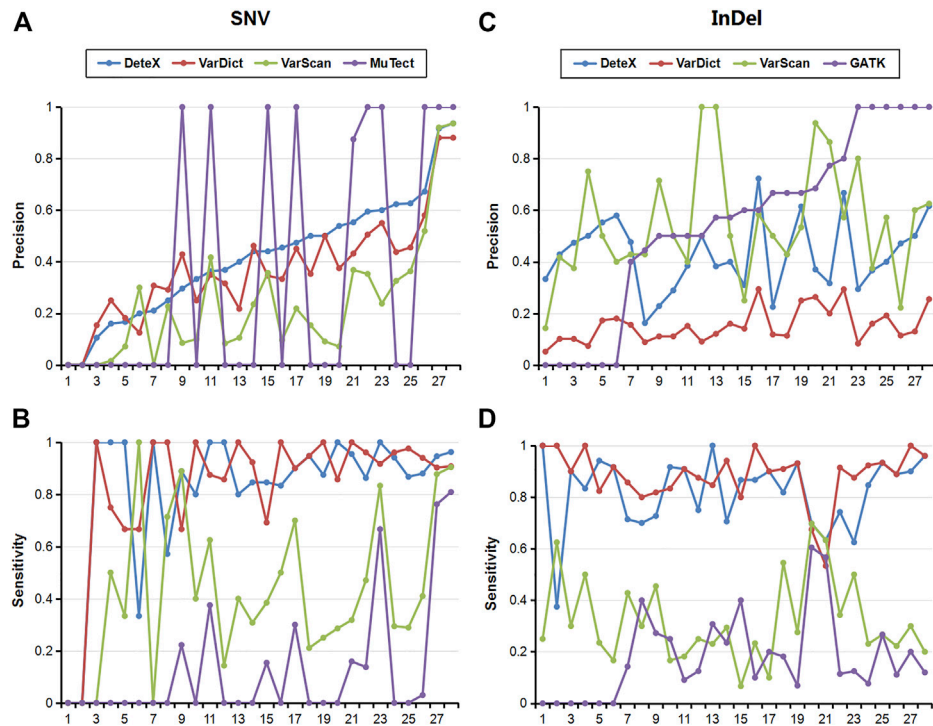 A SNV
DeteX VarDict VarScan MuTect
Precision
1
0.8
0.6
0.4
0.2
0
1 3 5 7 9 11 13 15 17 19 21 23 25 27
C InDel
DeteX VarDict VarScan GATK
Precision
1
0.8
0.6
0.4
0.2
0
1 3 5 7 9 11 13 15 17 19 21 23 25 27
B
Sensitivity
1
0.8
0.6
0.4
0.2
0
1 3 5 7 9 11 13 15 17 19 21 23 25 27
D
Sensitivity
1
0.8
0.6
0.4
0.2
0
1 3 5 7 9 11 13 15 17 19 21 23 25 27